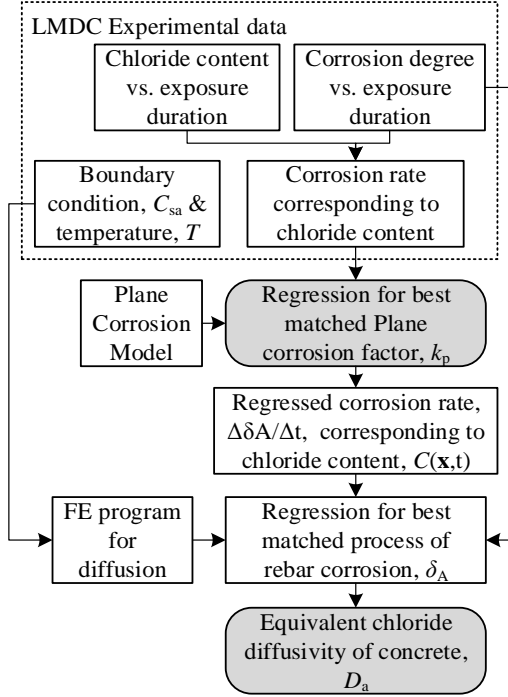 LMDC Experimental data
Chloride content
vs. exposure
duration
Corrosion degree
vs. exposure
duration
Boundary
condition, Csa &
temperature, T
Corrosion rate
corresponding to
chloride content
Plane
Corrosion
Model
Regression for best
matched Plane
corrosion factor, kp
Regressed corrosion rate,
ΔδA/Δt, corresponding to
chloride content, C(x,t)
FE program
for
diffusion
Regression for best
matched process of
rebar corrosion, δA
Equivalent chloride
diffusivity of concrete,
Da